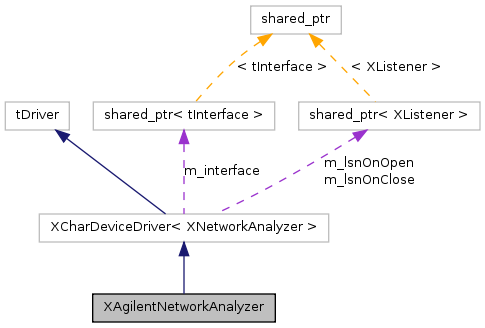 shared_ptr
< tInterface >
< XListener >
tDriver
shared_ptr< tInterface >
shared_ptr< XListener >
m_interface
m_lsnOnOpen
m_lsnOnClose
XCharDeviceDriver< XNetworkAnalyzer >
XAgilentNetworkAnalyzer